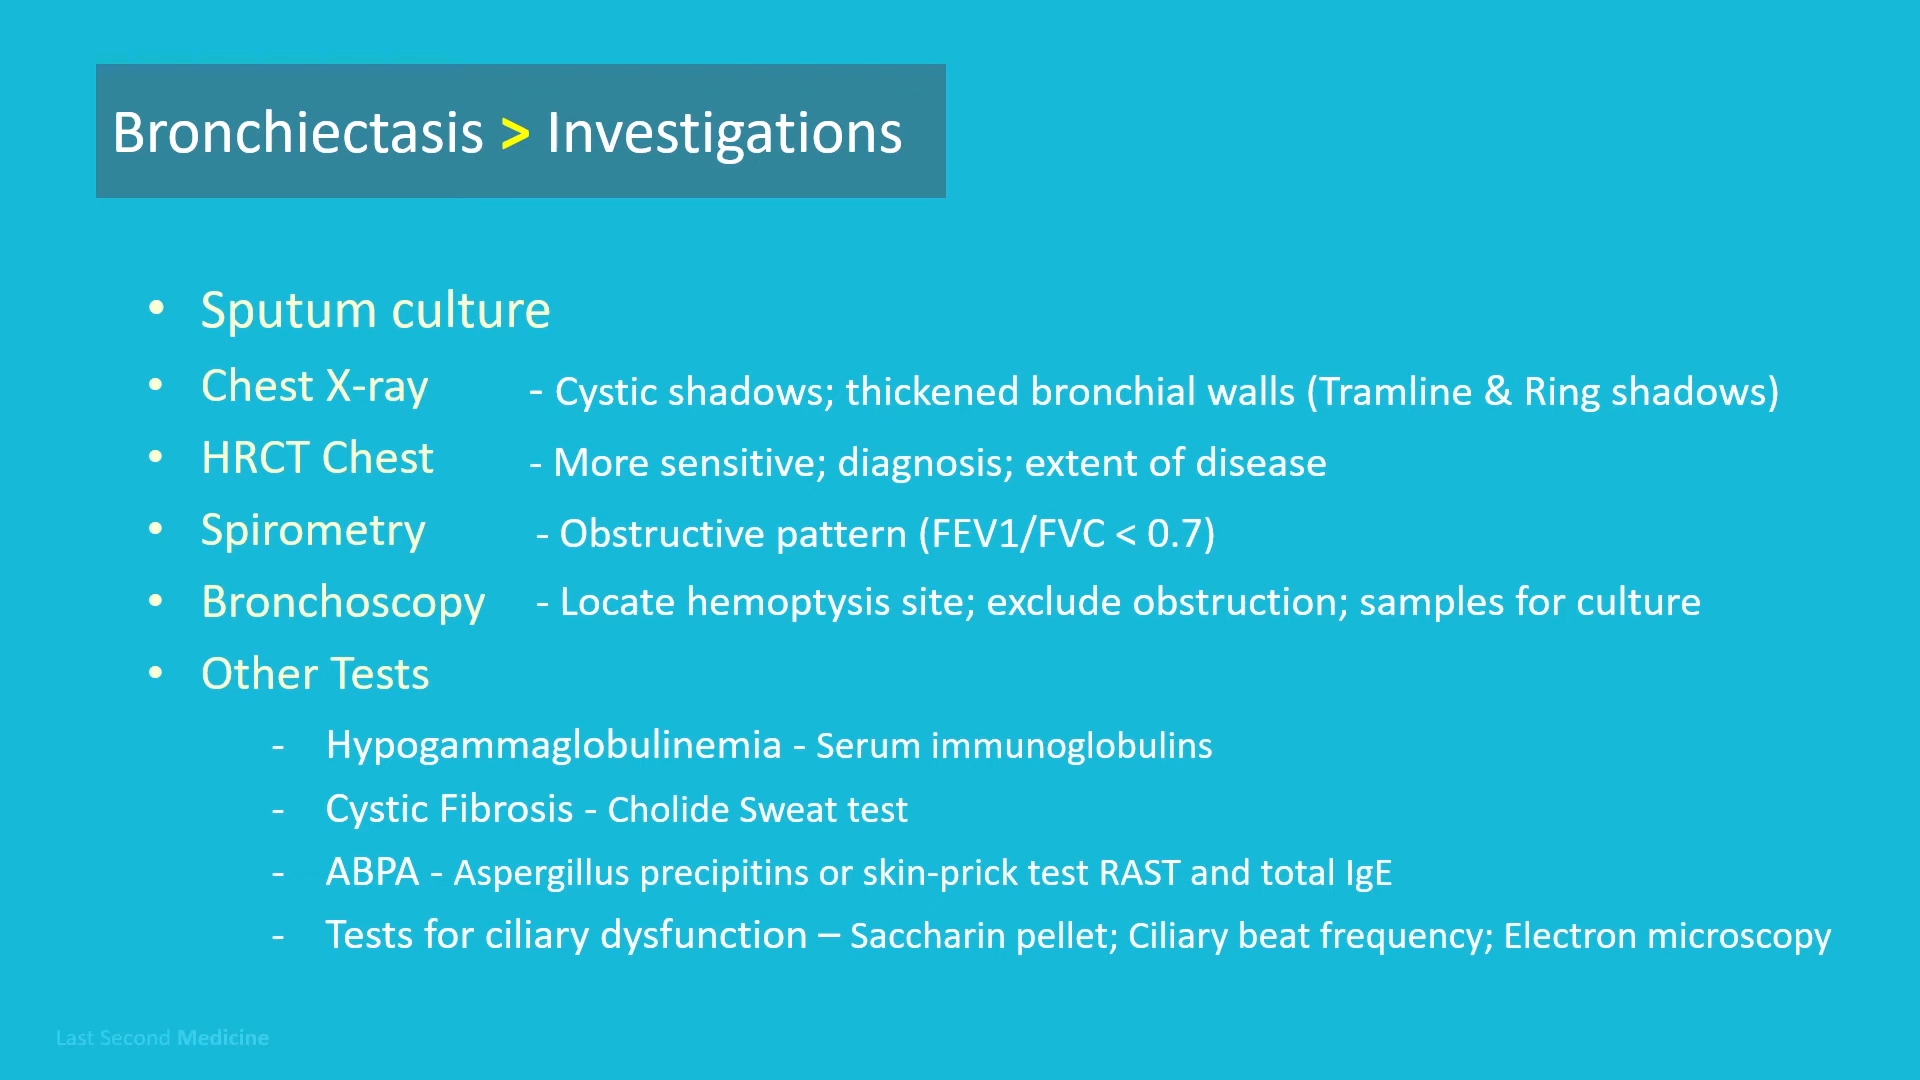 Bronchiectasis > Investigations
• Sputum culture
• Chest X-ray - Cystic shadows; thickened bronchial walls (Tramline & Ring shadows)
• HRCT Chest - More sensitive; diagnosis; extent of disease
• Spirometry - Obstructive pattern (FEV1/FVC < 0.7)
• Bronchoscopy - Locate hemoptysis site; exclude obstruction; samples for culture
• Other Tests
- Hypogammaglobulinemia - Serum immunoglobulins
- Cystic Fibrosis - Cholide Sweat test
- ABPA - Aspergillus precipitins or skin-prick test RAST and total IgE
- Tests for ciliary dysfunction – Saccharin pellet; Ciliary beat frequency; Electron microscopy
Last Second Medicine